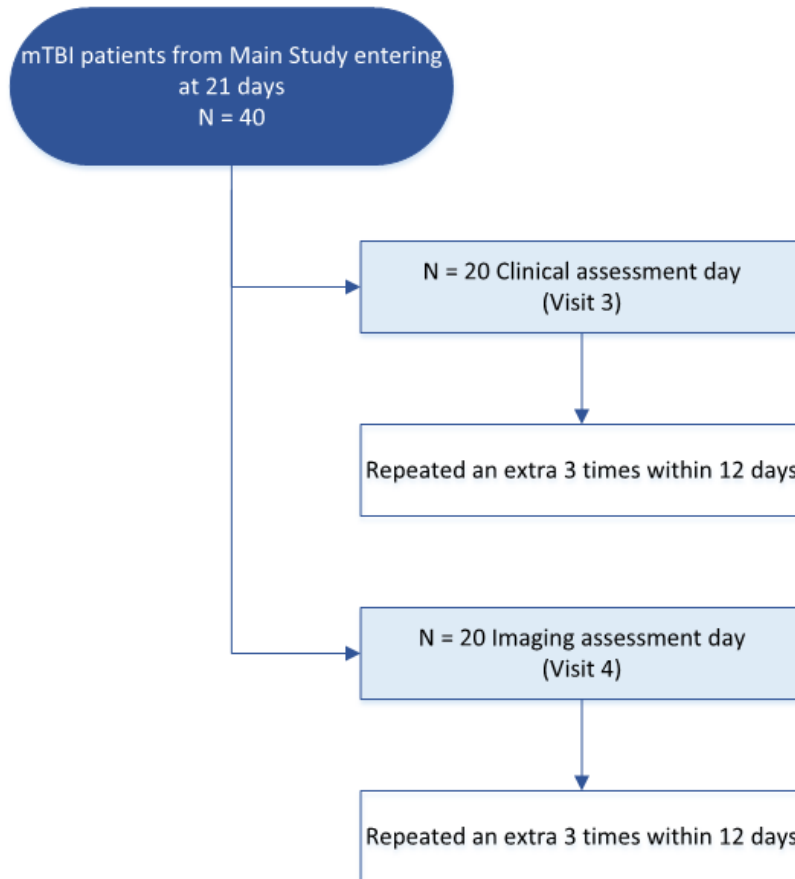 mTBI patients from Main Study entering
at 21 days
N = 40
N = 20 Clinical assessment day
(Visit 3)
Repeated an extra 3 times within 12 days
N = 20 Imaging assessment day
(Visit 4)
Repeated an extra 3 times within 12 days